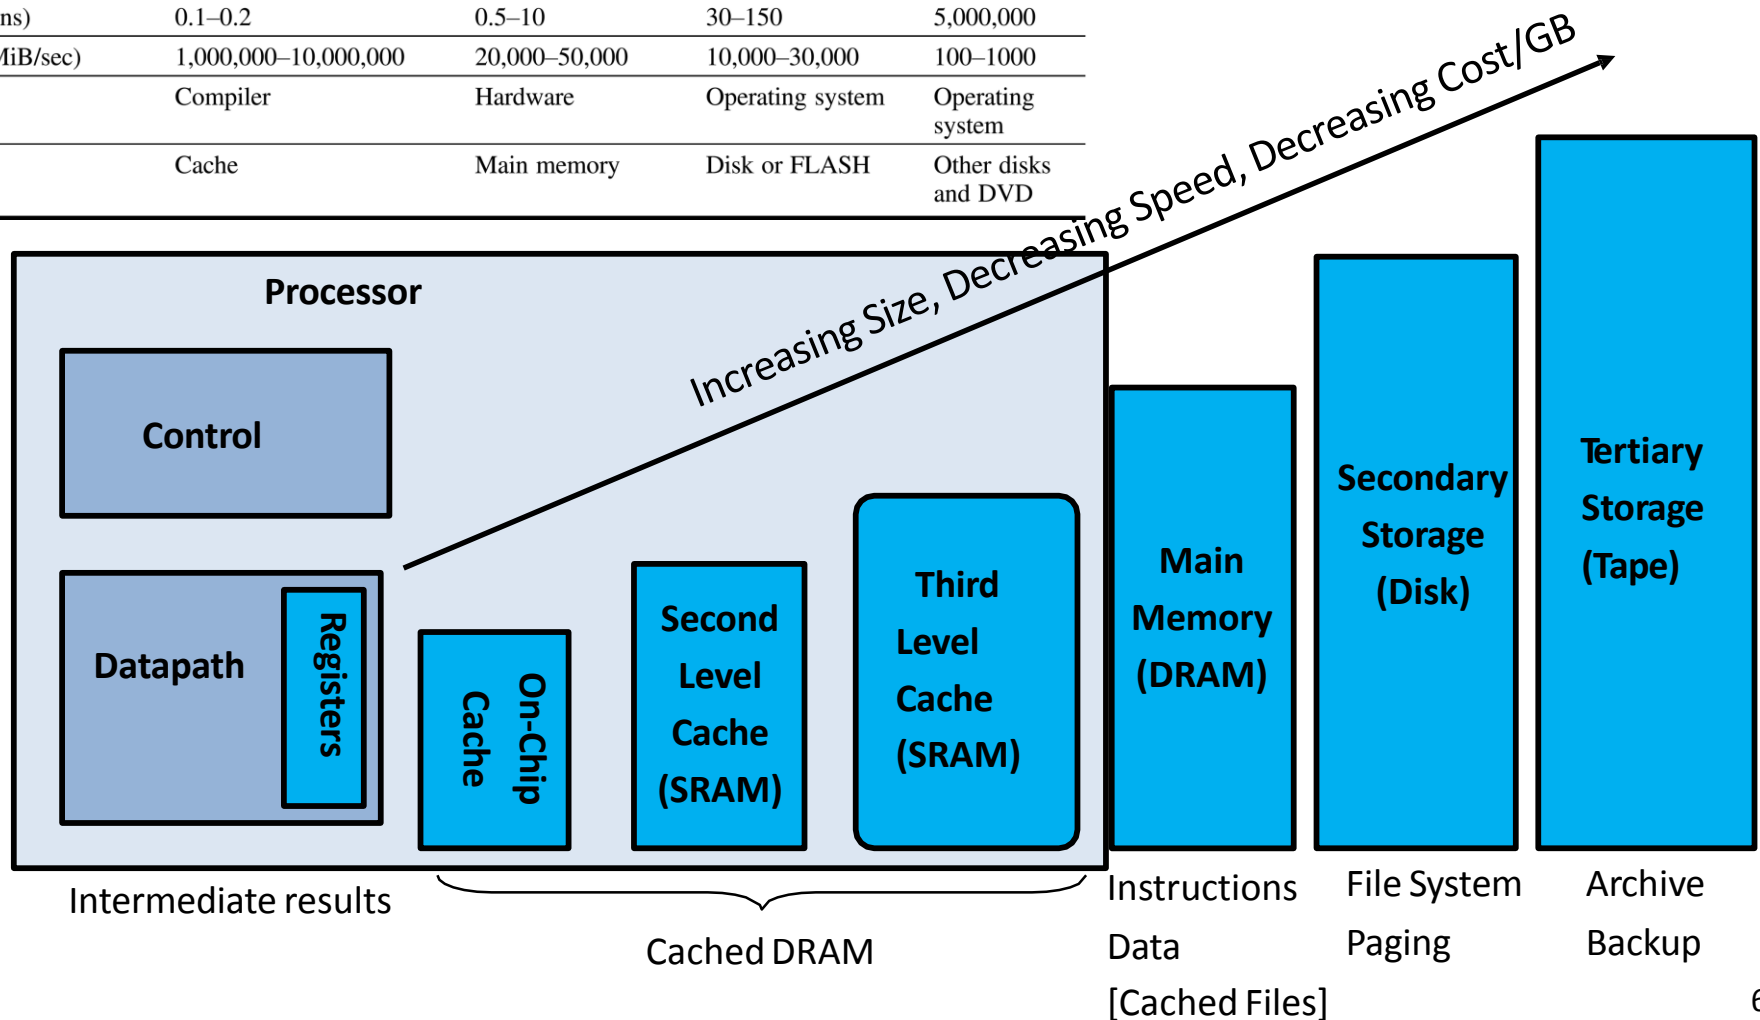 ns) 0.1–0.2 0.5–10 30–150 5,000,000
MiB/sec) 1,000,000–10,000,000 20,000–50,000 10,000–30,000 100–1000
Compiler Hardware Operating system Operating
system
Cache Main memory Disk or FLASH Other disks
and DVD
Increasing Size, Decreasing Speed, Decreasing Cost/GB
Processor
Control
Datapath
Registers
On-Chip
Cache
Second
Level
Cache
(SRAM)
Third
Level
Cache
(SRAM)
Main
Memory
(DRAM)
Secondary
Storage
(Disk)
Tertiary
Storage
(Tape)
Intermediate results
Cached DRAM
Instructions
Data
[Cached Files]
File System
Paging
Archive
Backup
6